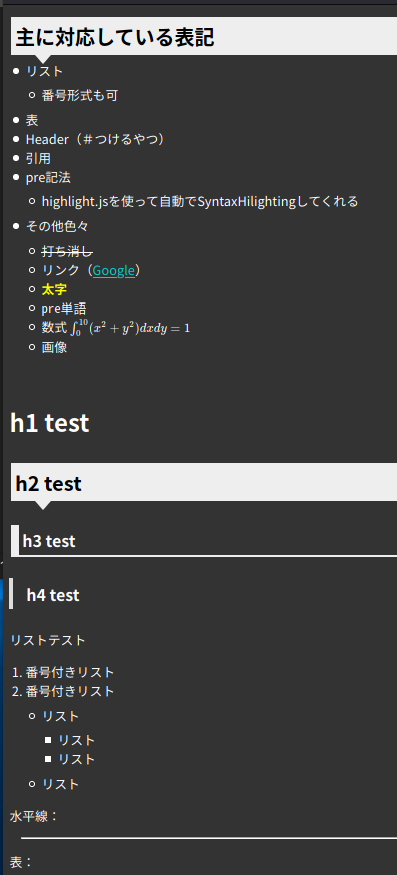 主に対応している表記
リスト
番号形式も可
表
Header（＃つけるやつ）
引用
pre記法
highlight.jsを使って自動でSyntaxHilightingしてくれる
その他色々
打ち消し
リンク（Google）
太字
pre単語
数式 ∫₀¹⁰(x² + y²)dxdy = 1
画像
h1 test
h2 test
h3 test
h4 test
リストテスト
1. 番号付きリスト
2. 番号付きリスト
リスト
リスト
リスト
リスト
水平線：
表：